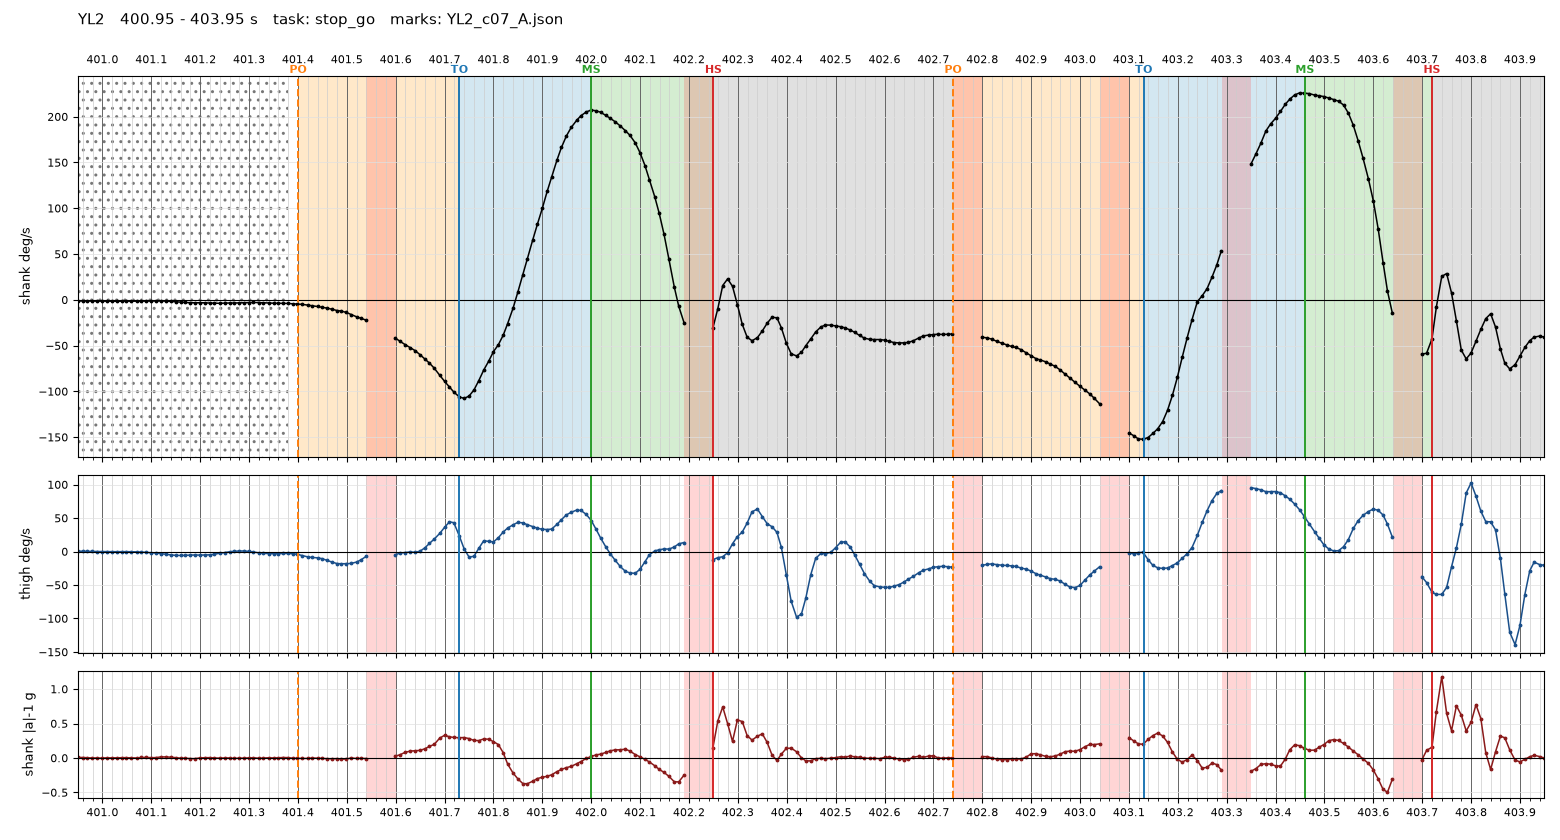 YL2   400.95 - 403.95 s   task: stop_go   marks: YL2_c07_A.json
401.0 401.1 401.2 401.3 401.4 401.5 401.6 401.7 401.8 401.9 402.0 402.1 402.2 402.3 402.4 402.5 402.6 402.7 402.8 402.9 403.0 403.1 403.2 403.3 403.4 403.5 403.6 403.7 403.8 403.9
PO TO MS HS PO TO MS HS
shank deg/s
200
150
100
50
0
−50
−100
−150
thigh deg/s
100
50
0
−50
−100
−150
shank |a|-1 g
1.0
0.5
0.0
−0.5
401.0 401.1 401.2 401.3 401.4 401.5 401.6 401.7 401.8 401.9 402.0 402.1 402.2 402.3 402.4 402.5 402.6 402.7 402.8 402.9 403.0 403.1 403.2 403.3 403.4 403.5 403.6 403.7 403.8 403.9